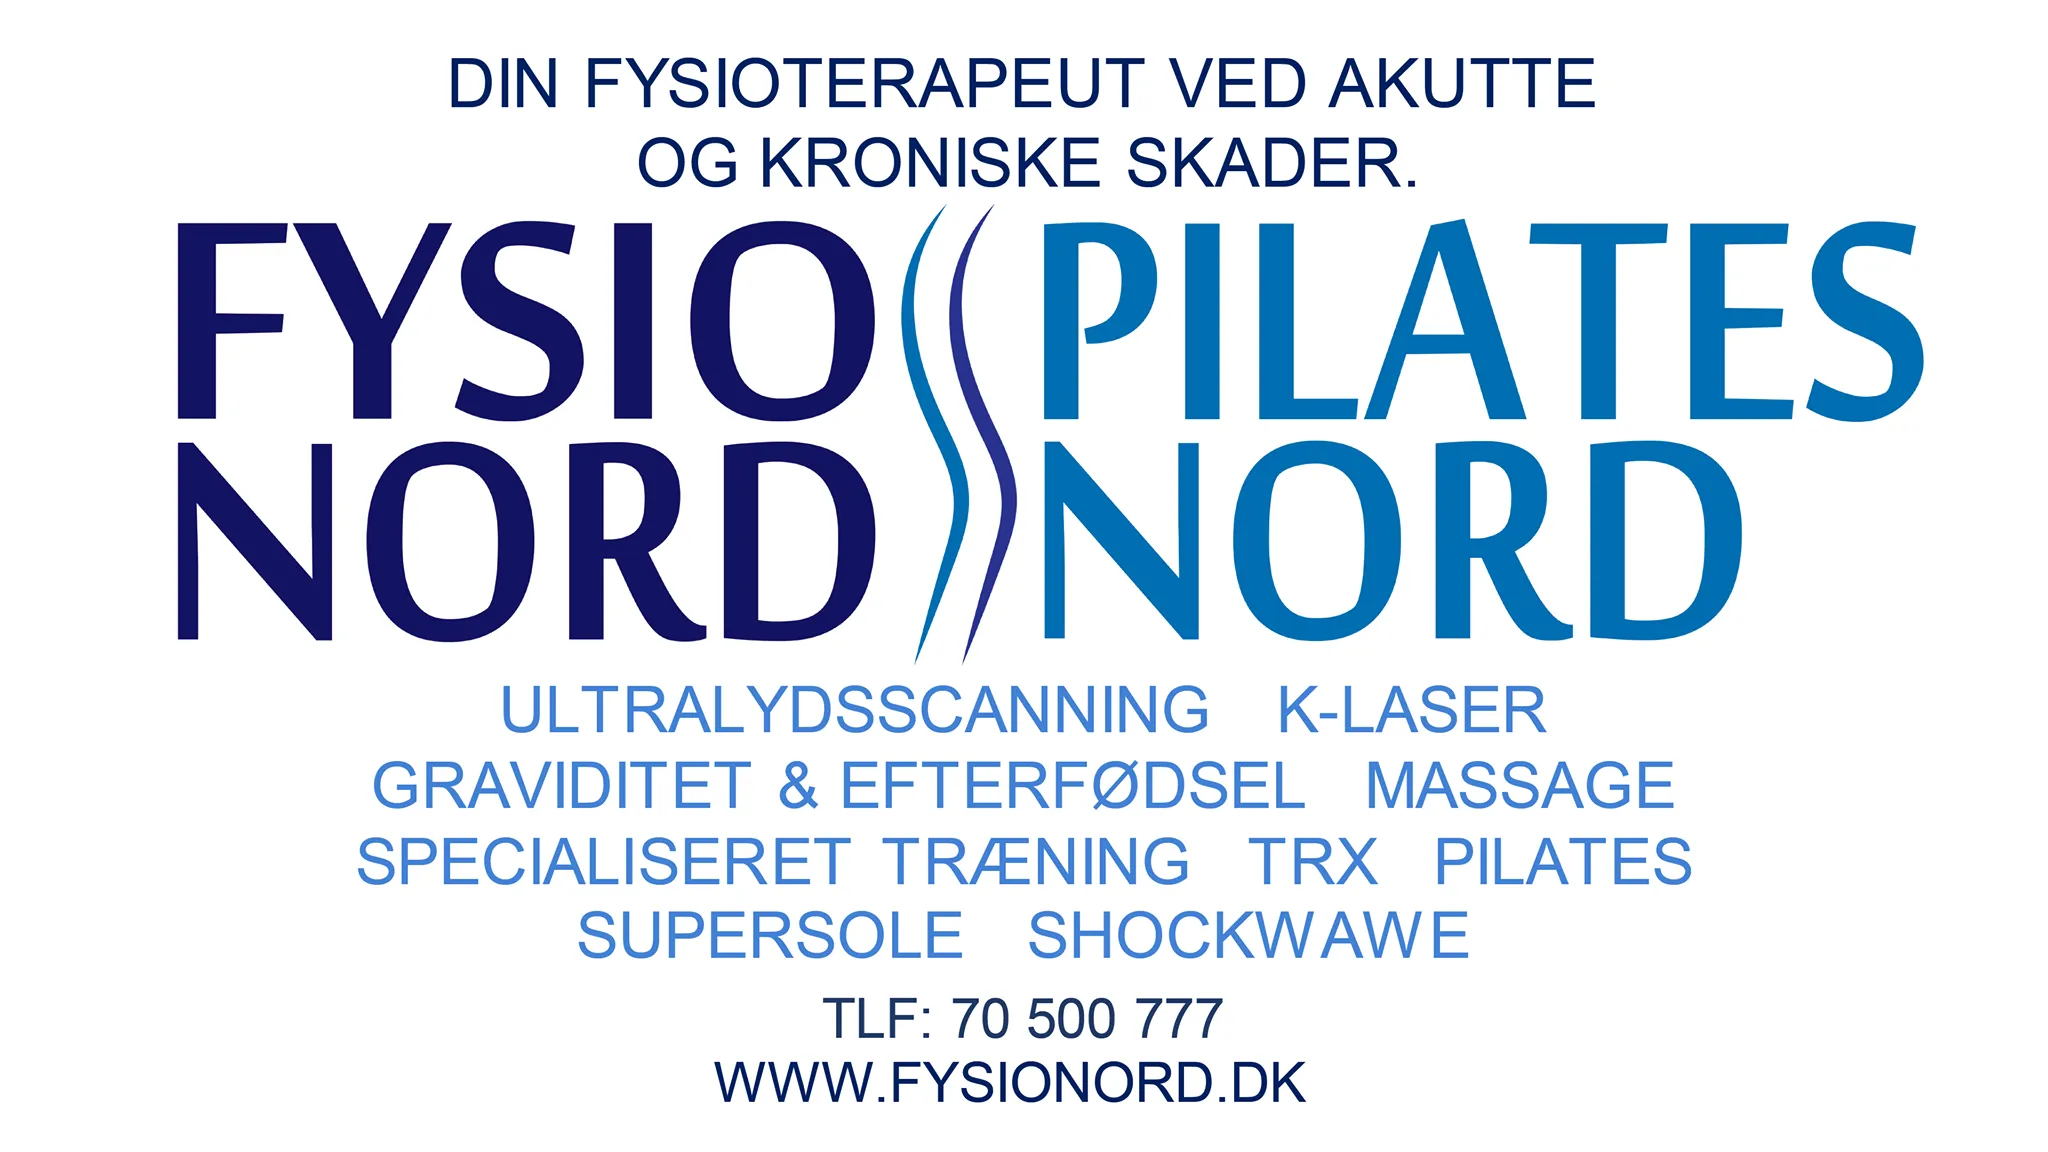 DIN FYSIOTERAPEUT VED AKUTTE
OG KRONISKE SKADER.
FYSIO
NORD
PILATES
NORD
ULTRALYDSSCANNING K-LASER
GRAVIDITET & EFTERFØDSEL MASSAGE
SPECIALISERET TRÆNING TRX PILATES
SUPERSOLE SHOCKWAWE
TLF: 70 500 777
WWW.FYSIONORD.DK